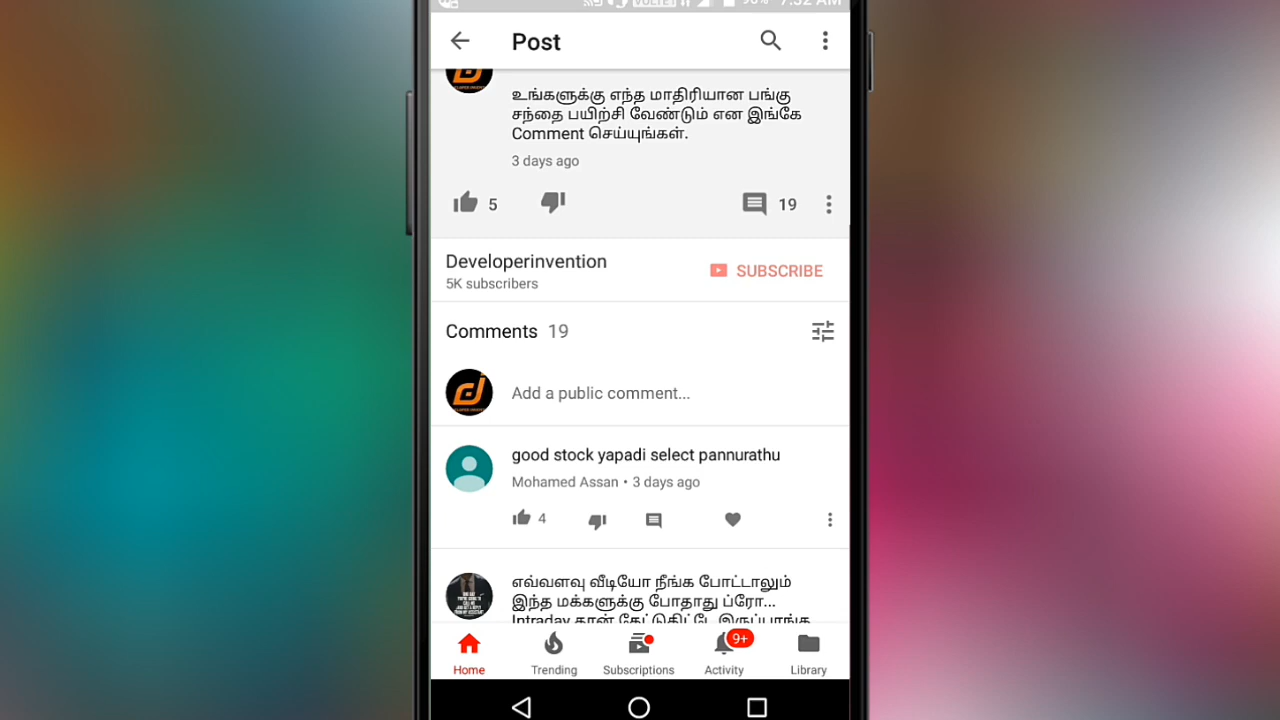 Post
உங்களுக்கு எந்த மாதிரியான பங்கு
சந்தை பயிற்சி வேண்டும் என இங்கே
Comment செய்யுங்கள்.
3 days ago
5
19
Developerinvention
5K subscribers
SUBSCRIBE
Comments 19
Add a public comment...
good stock yapadi select pannurathu
Mohamed Assan • 3 days ago
4
எவ்வளவு வீடியோ நீங்க போட்டாலும்
இந்த மக்களுக்கு போதாது ப்ரோ...
Intraday தான் கேட்டுகிட்டே இருப்பாங்க
9+
Home
Trending
Subscriptions
Activity
Library